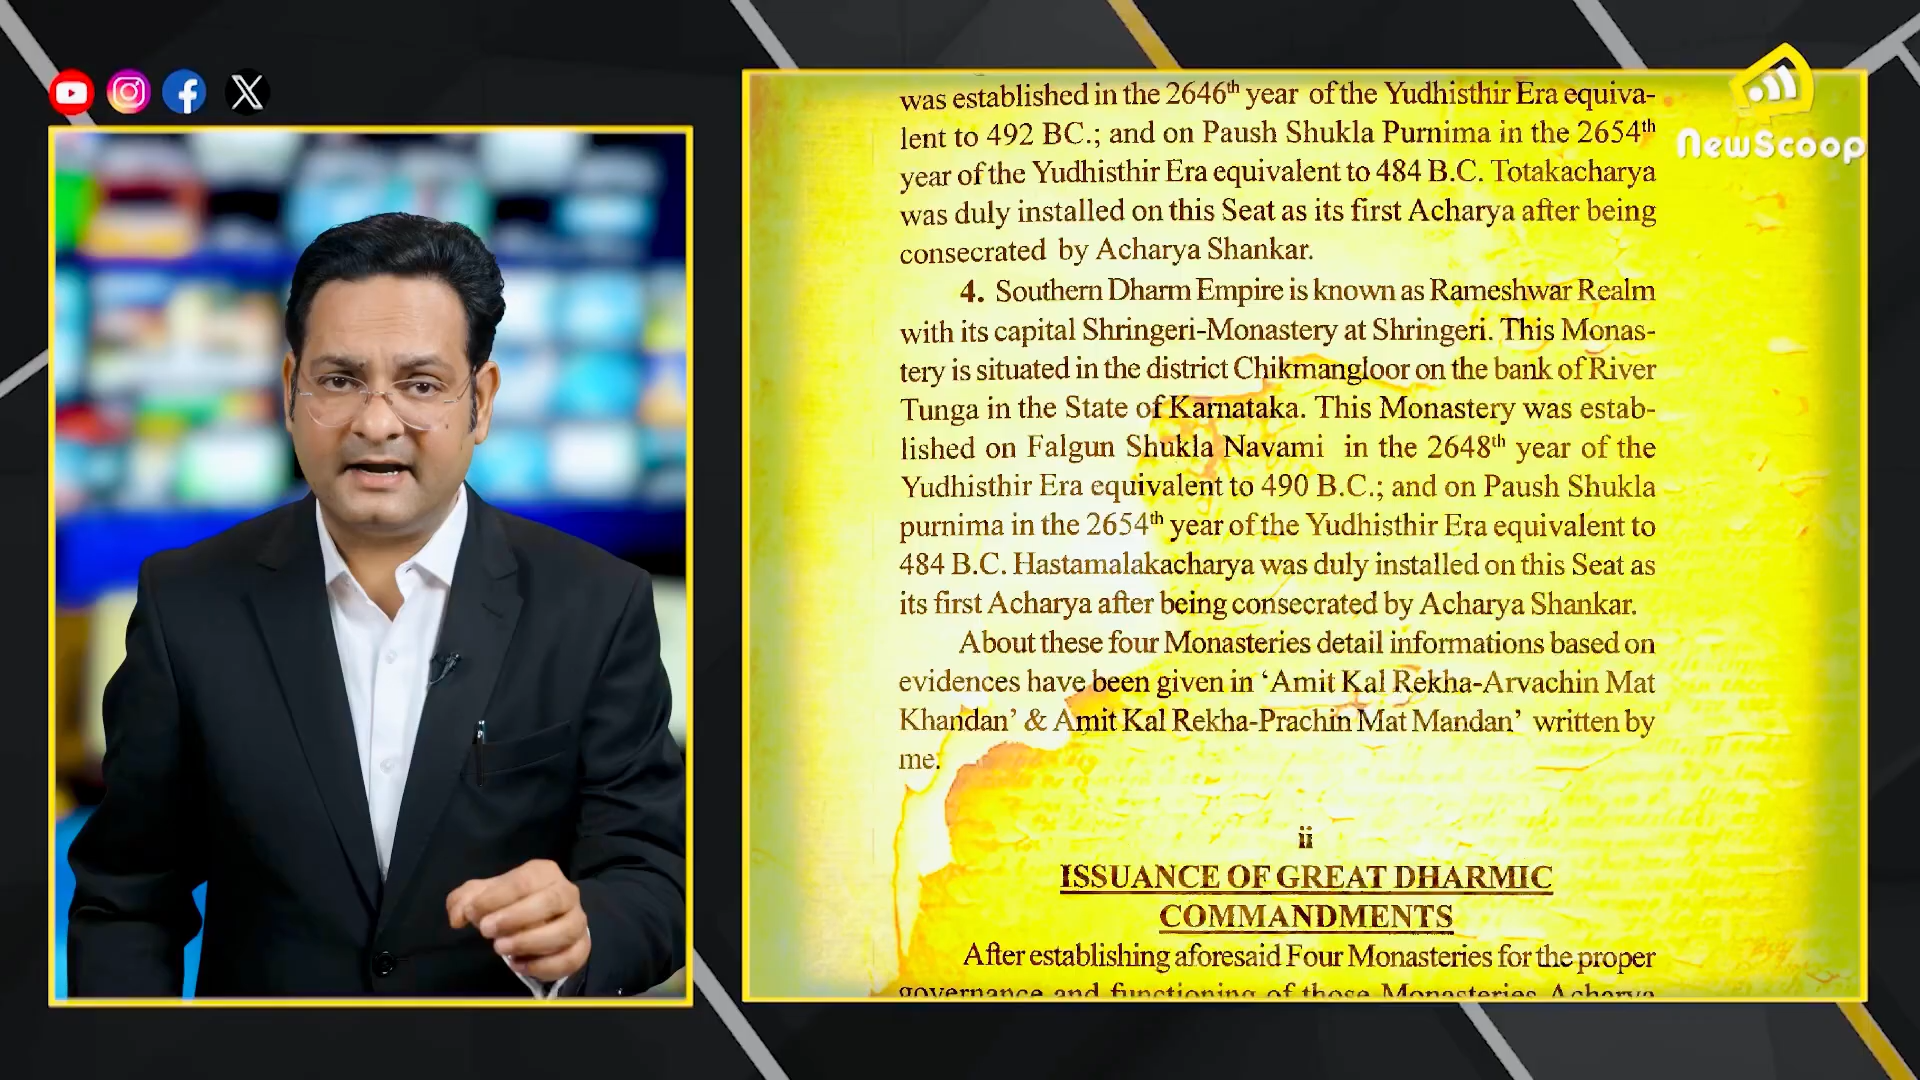 was established in the 2646th year of the Yudhisthir Era equiva-
lent to 492 BC.; and on Paush Shukla Purnima in the 2654th
year of the Yudhisthir Era equivalent to 484 B.C. Totakacharya
was duly installed on this Seat as its first Acharya after being
consecrated by Acharya Shankar.
4. Southern Dharm Empire is known as Rameshwar Realm
with its capital Shringeri-Monastery at Shringeri. This Monas-
tery is situated in the district Chikmangloor on the bank of River
Tunga in the State of Karnataka. This Monastery was estab-
lished on Falgun Shukla Navami in the 2648th year of the
Yudhisthir Era equivalent to 490 B.C.; and on Paush Shukla
purnima in the 2654th year of the Yudhisthir Era equivalent to
484 B.C. Hastamalakacharya was duly installed on this Seat as
its first Acharya after being consecrated by Acharya Shankar.
About these four Monasteries detail informations based on
evidences have been given in ‘Amit Kal Rekha-Arvachin Mat
Khandan’ & Amit Kal Rekha-Prachin Mat Mandan’ written by
me.
ii
ISSUANCE OF GREAT DHARMIC
COMMANDMENTS
After establishing aforesaid Four Monasteries for the proper
governance and functioning of those Monasteries Acharya
NewScoop